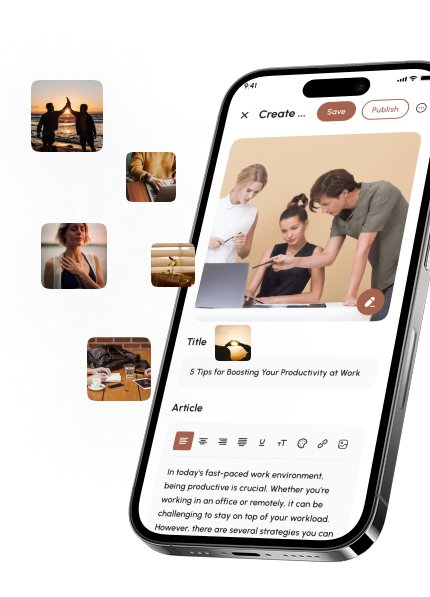 9:41
Create ...
Save
Publish
Title
5 Tips for Boosting Your Productivity at Work
Article
U
тT
In today's fast-paced work environment,
being productive is crucial. Whether you're
working in an office or remotely, it can be
challenging to stay on top of your workload.
However, there are several strategies you can